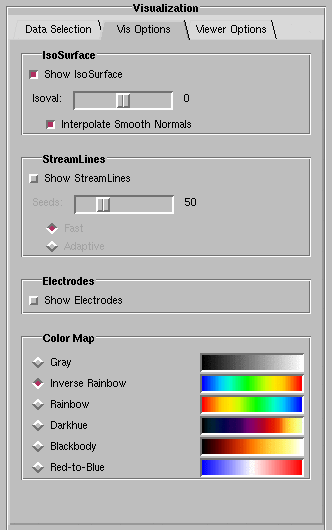 Visualization
Data Selection Vis Options Viewer Options
IsoSurface
Show IsoSurface
Isoval: 0
Interpolate Smooth Normals
StreamLines
Show StreamLines
Seeds: 50
Fast
Adaptive
Electrodes
Show Electrodes
Color Map
Gray
Inverse Rainbow
Rainbow
Darkhue
Blackbody
Red-to-Blue